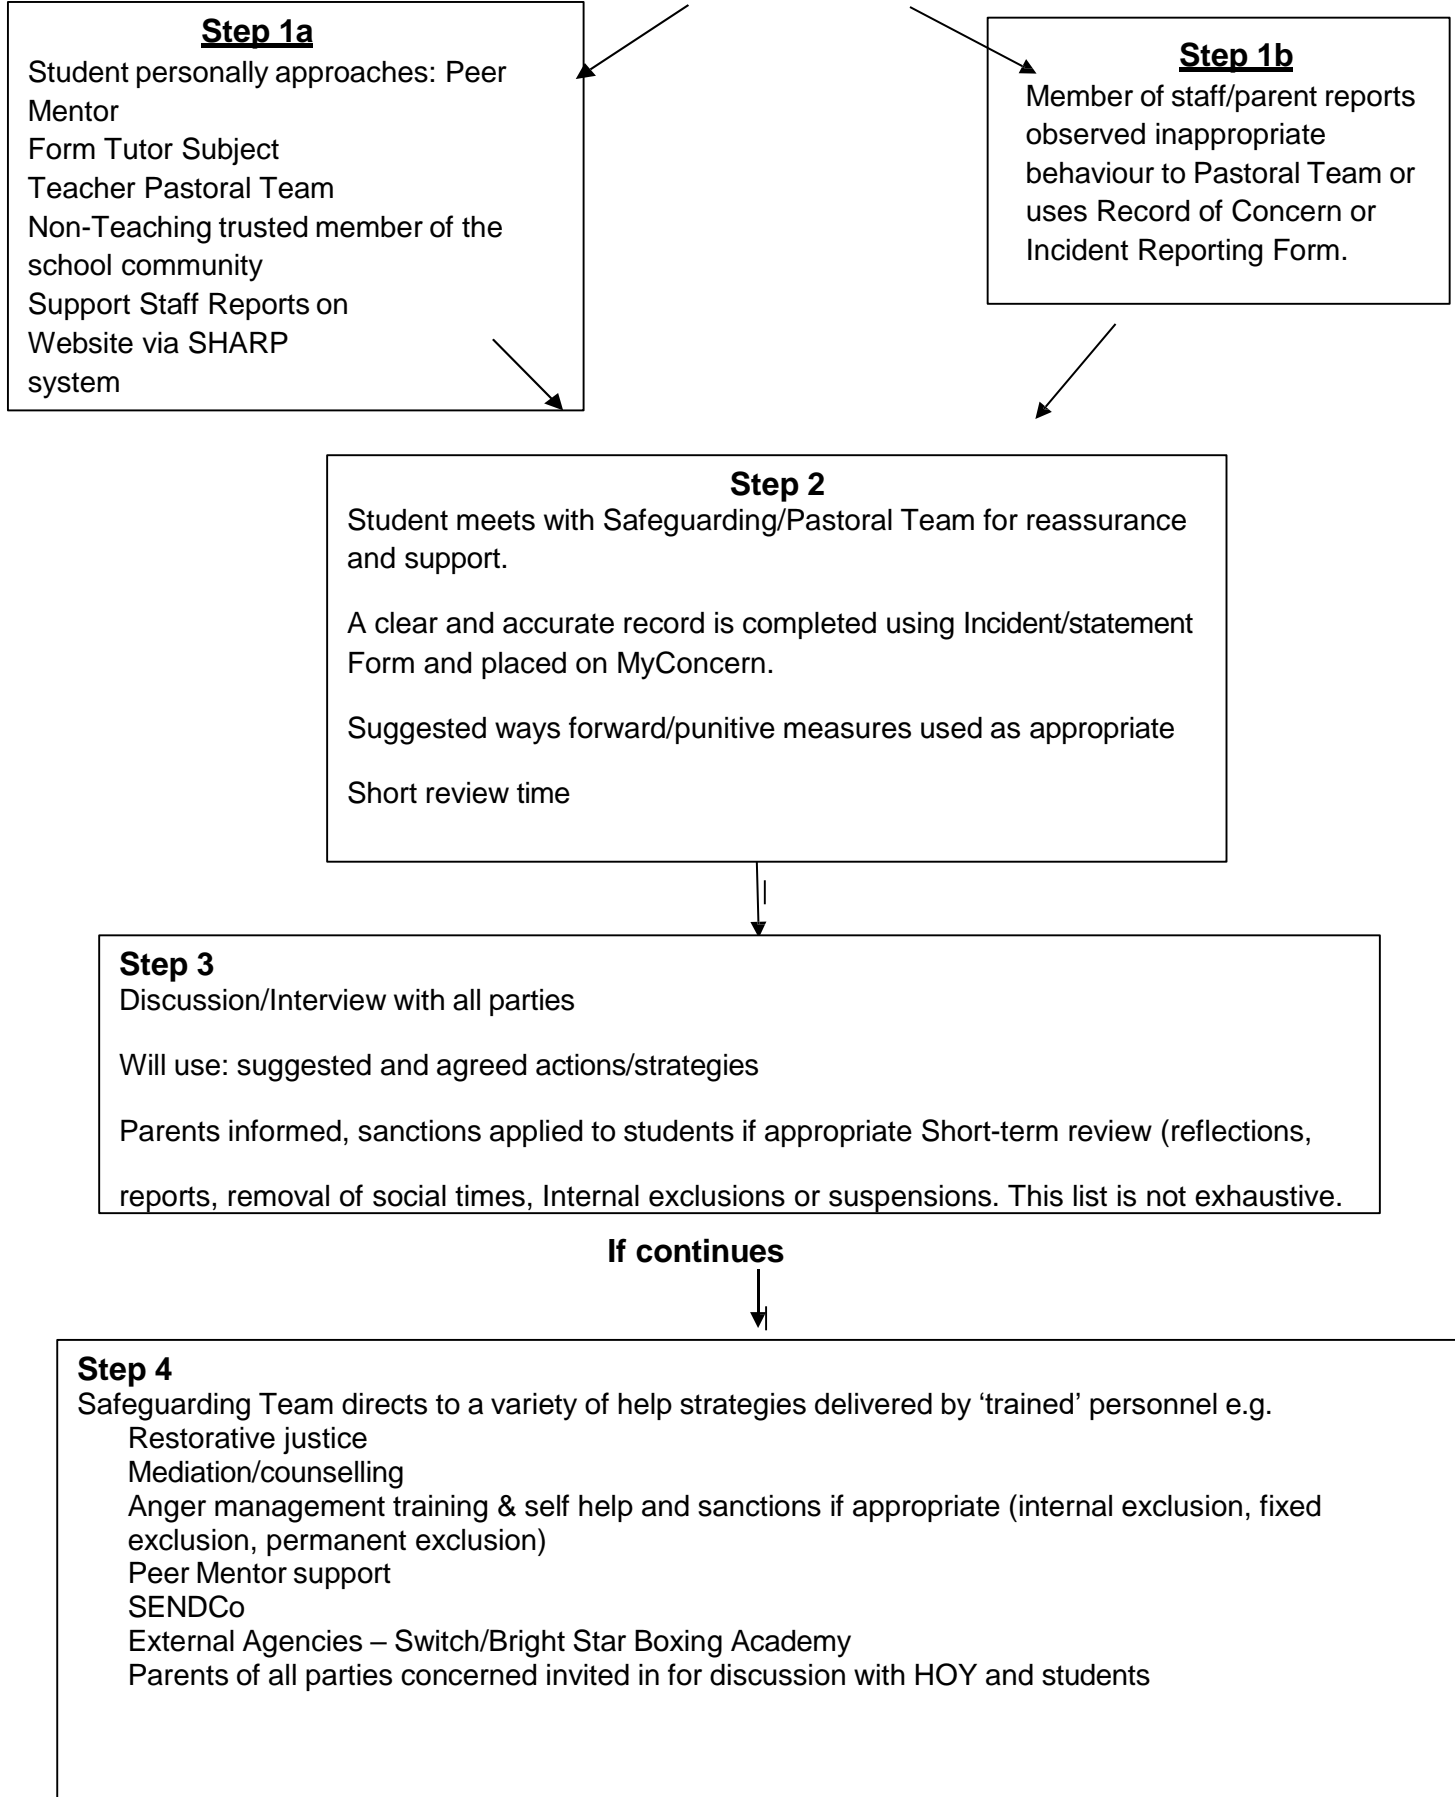 Step 1a
Student personally approaches: Peer
Mentor
Form Tutor Subject
Teacher Pastoral Team
Non-Teaching trusted member of the
school community
Support Staff Reports on
Website via SHARP
system
Step 1b
Member of staff/parent reports
observed inappropriate
behaviour to Pastoral Team or
uses Record of Concern or
Incident Reporting Form.
Step 2
Student meets with Safeguarding/Pastoral Team for reassurance
and support.
A clear and accurate record is completed using Incident/statement
Form and placed on MyConcern.
Suggested ways forward/punitive measures used as appropriate
Short review time
Step 3
Discussion/Interview with all parties
Will use: suggested and agreed actions/strategies
Parents informed, sanctions applied to students if appropriate Short-term review (reflections,
reports, removal of social times, Internal exclusions or suspensions. This list is not exhaustive.
If continues
Step 4
Safeguarding Team directs to a variety of help strategies delivered by ‘trained’ personnel e.g.
Restorative justice
Mediation/counselling
Anger management training & self help and sanctions if appropriate (internal exclusion, fixed
exclusion, permanent exclusion)
Peer Mentor support
SENDCo
External Agencies – Switch/Bright Star Boxing Academy
Parents of all parties concerned invited in for discussion with HOY and students